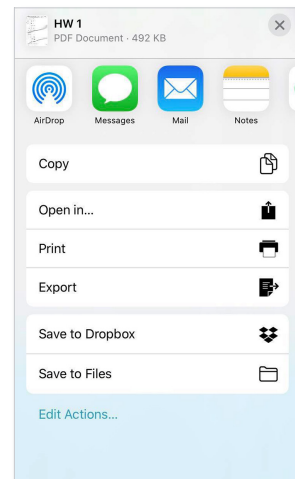 HW 1
PDF Document · 492 KB
AirDrop
Messages
Mail
Notes
Copy
Open in...
Print
Export
Save to Dropbox
Save to Files
Edit Actions...